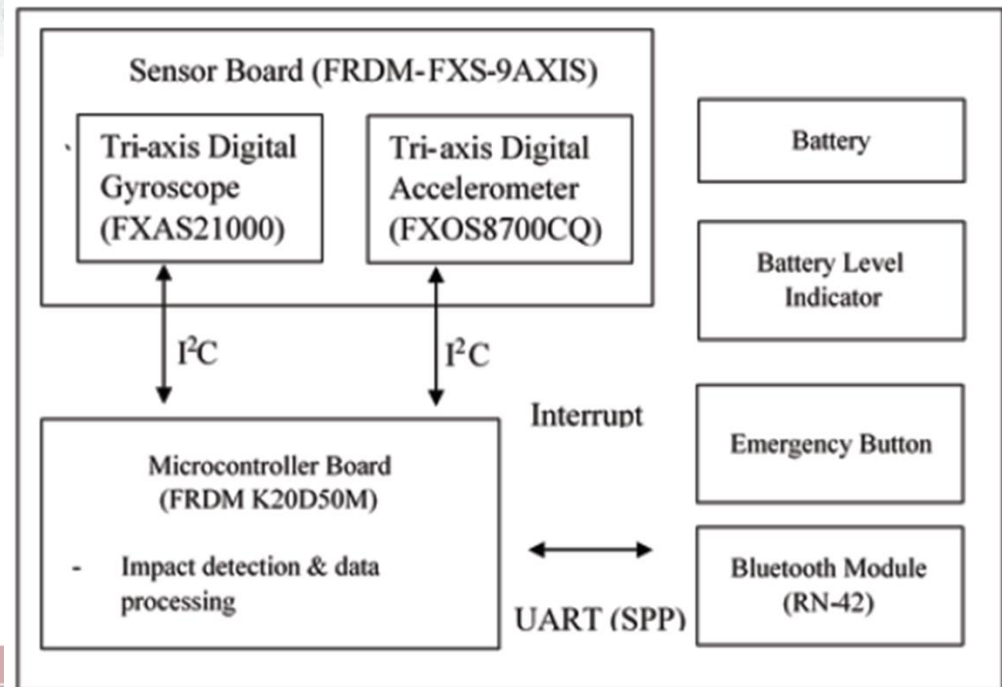 Sensor Board (FRDM-FXS-9AXIS)
Tri-axis Digital
Gyroscope
(FXAS21000)
Tri-axis Digital
Accelerometer
(FXOS8700CQ)
Battery
Battery Level
Indicator
I²C
I²C
Interrupt
Emergency Button
Microcontroller Board
(FRDM K20D50M)
- Impact detection & data
processing
UART (SPP)
Bluetooth Module
(RN-42)